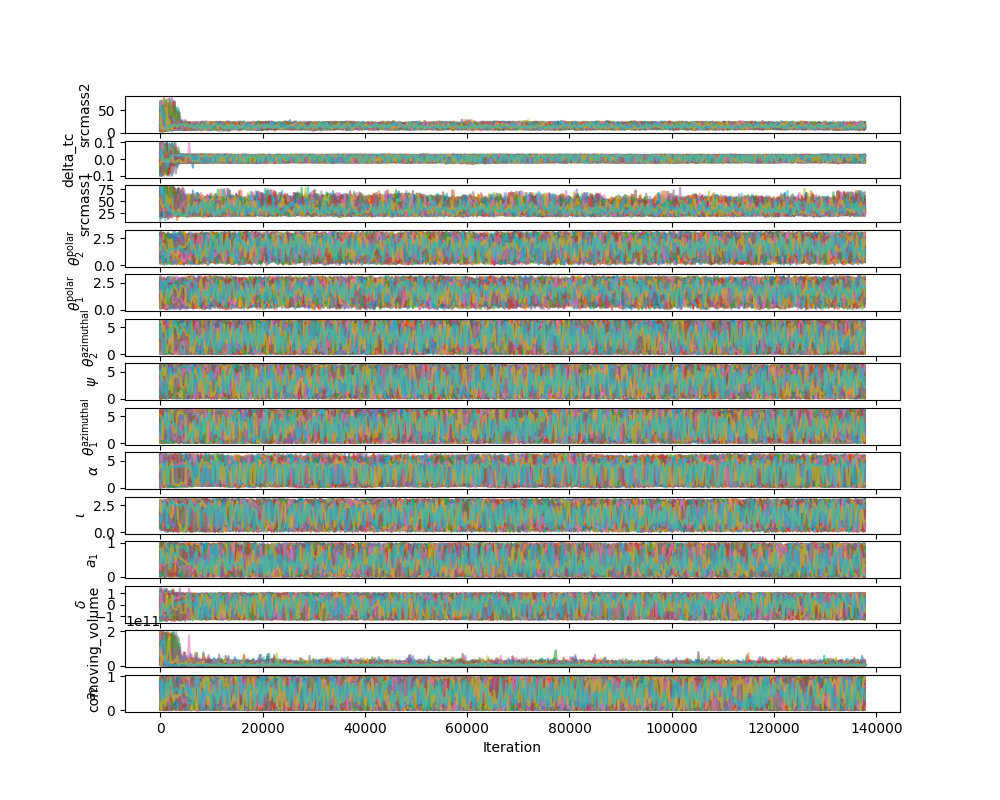 srcmass2
50
0
delta_tc
0.1
0.0
−0.1
srcmass1
75
50
25
θ₂^polar
2.5
0.0
θ₁^polar
2.5
0.0
θ₂^azimuthal
5
0
ψ
5
0
θ₁^azimuthal
5
0
α
5
0
ι
2.5
0.0
a₁
1
0
δ
1
0
−1
comoving_volume
1e11
2
0
1
0
0
20000
40000
60000
80000
100000
120000
140000
Iteration